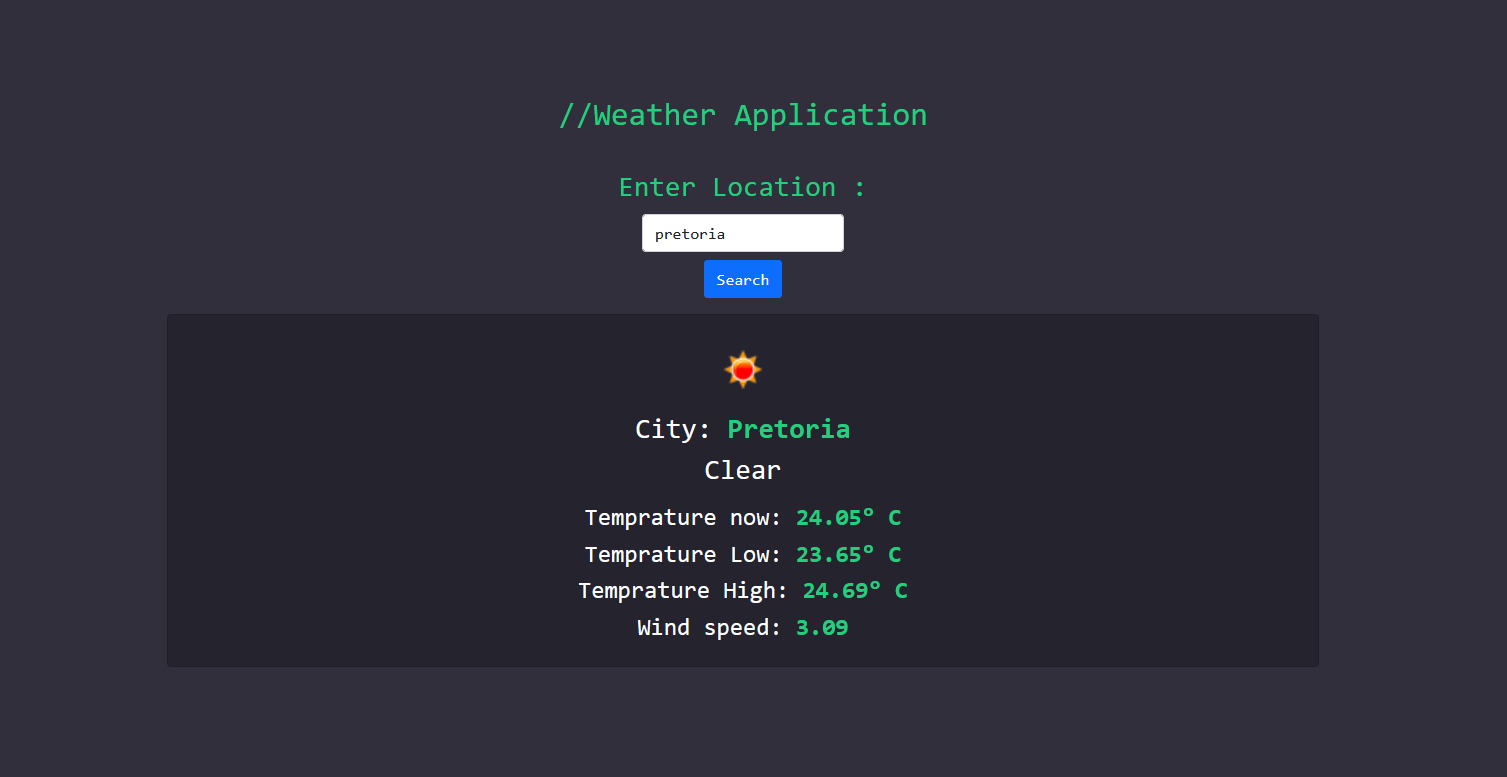 //Weather Application
Enter Location :
pretoria
Search
City: Pretoria
Clear
Temprature now: 24.05° C
Temprature Low: 23.65° C
Temprature High: 24.69° C
Wind speed: 3.09